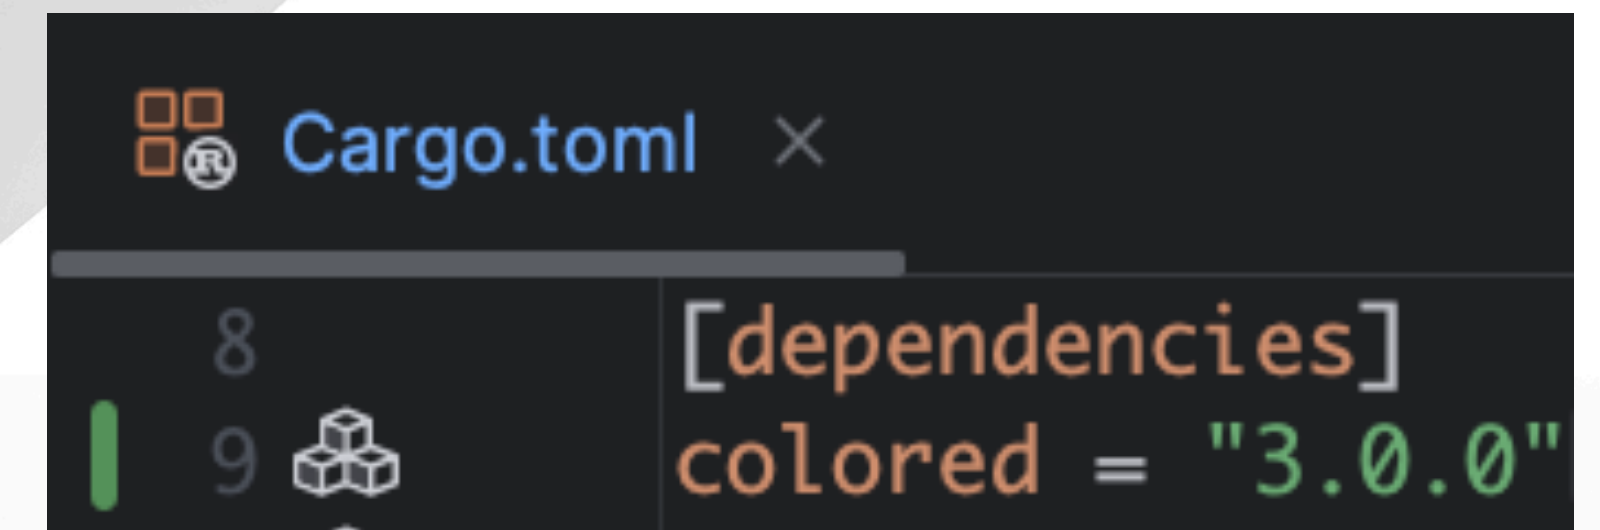 Cargo.toml
8 [dependencies]
9 colored = "3.0.0"